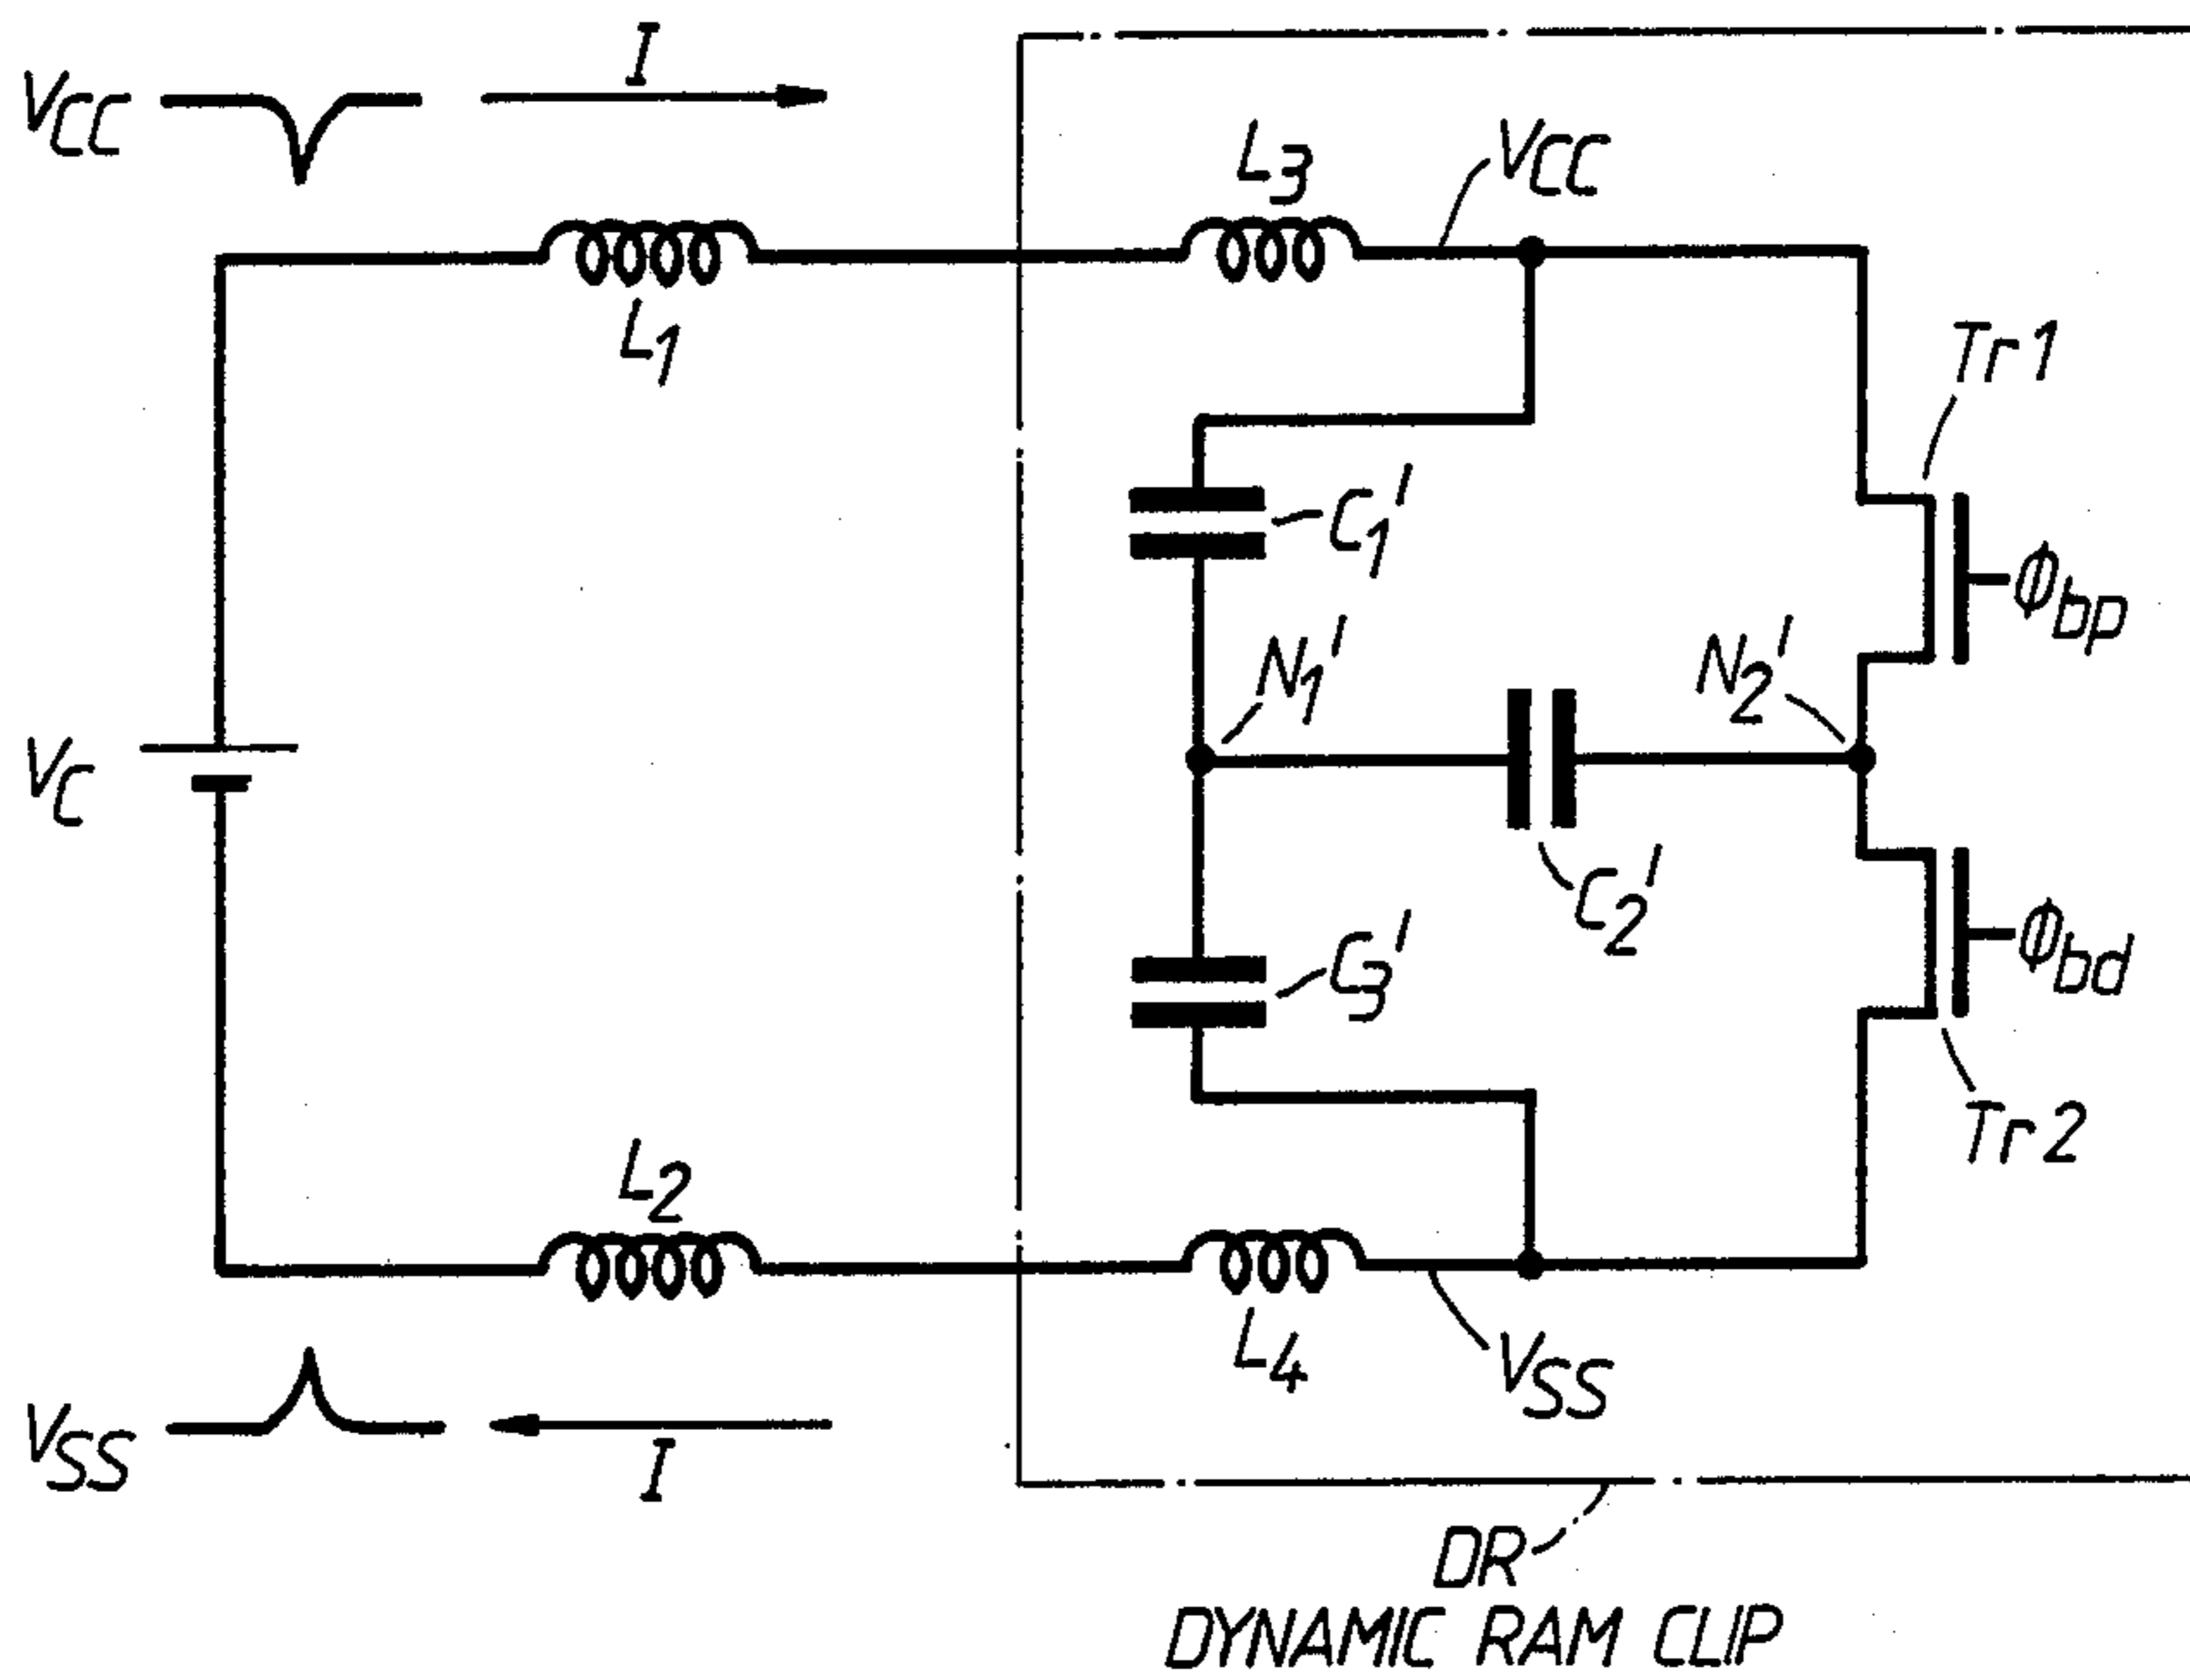 I
VCC
L3
VCC
L1
Tr1
C1'
ϕbp
N1'
N2'
VC
C2'
C3'
ϕbd
Tr2
L2
L4
VSS
VSS
I
DR
DYNAMIC RAM CLIP